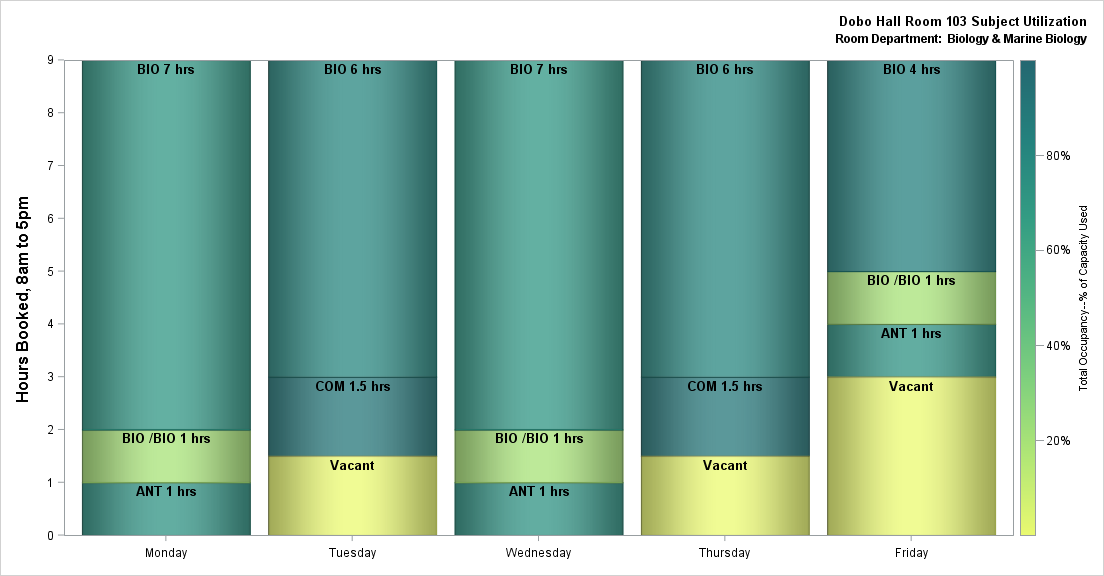 Dobo Hall Room 103 Subject Utilization
Room Department: Biology & Marine Biology
Hours Booked, 8am to 5pm
9
8
7
6
5
4
3
2
1
0
BIO 7 hrs
BIO /BIO 1 hrs
ANT 1 hrs
BIO 6 hrs
COM 1.5 hrs
Vacant
BIO 7 hrs
BIO /BIO 1 hrs
ANT 1 hrs
BIO 6 hrs
COM 1.5 hrs
Vacant
BIO 4 hrs
BIO /BIO 1 hrs
ANT 1 hrs
Vacant
Monday
Tuesday
Wednesday
Thursday
Friday
80%
60%
40%
20%
Total Occupancy--% of Capacity Used